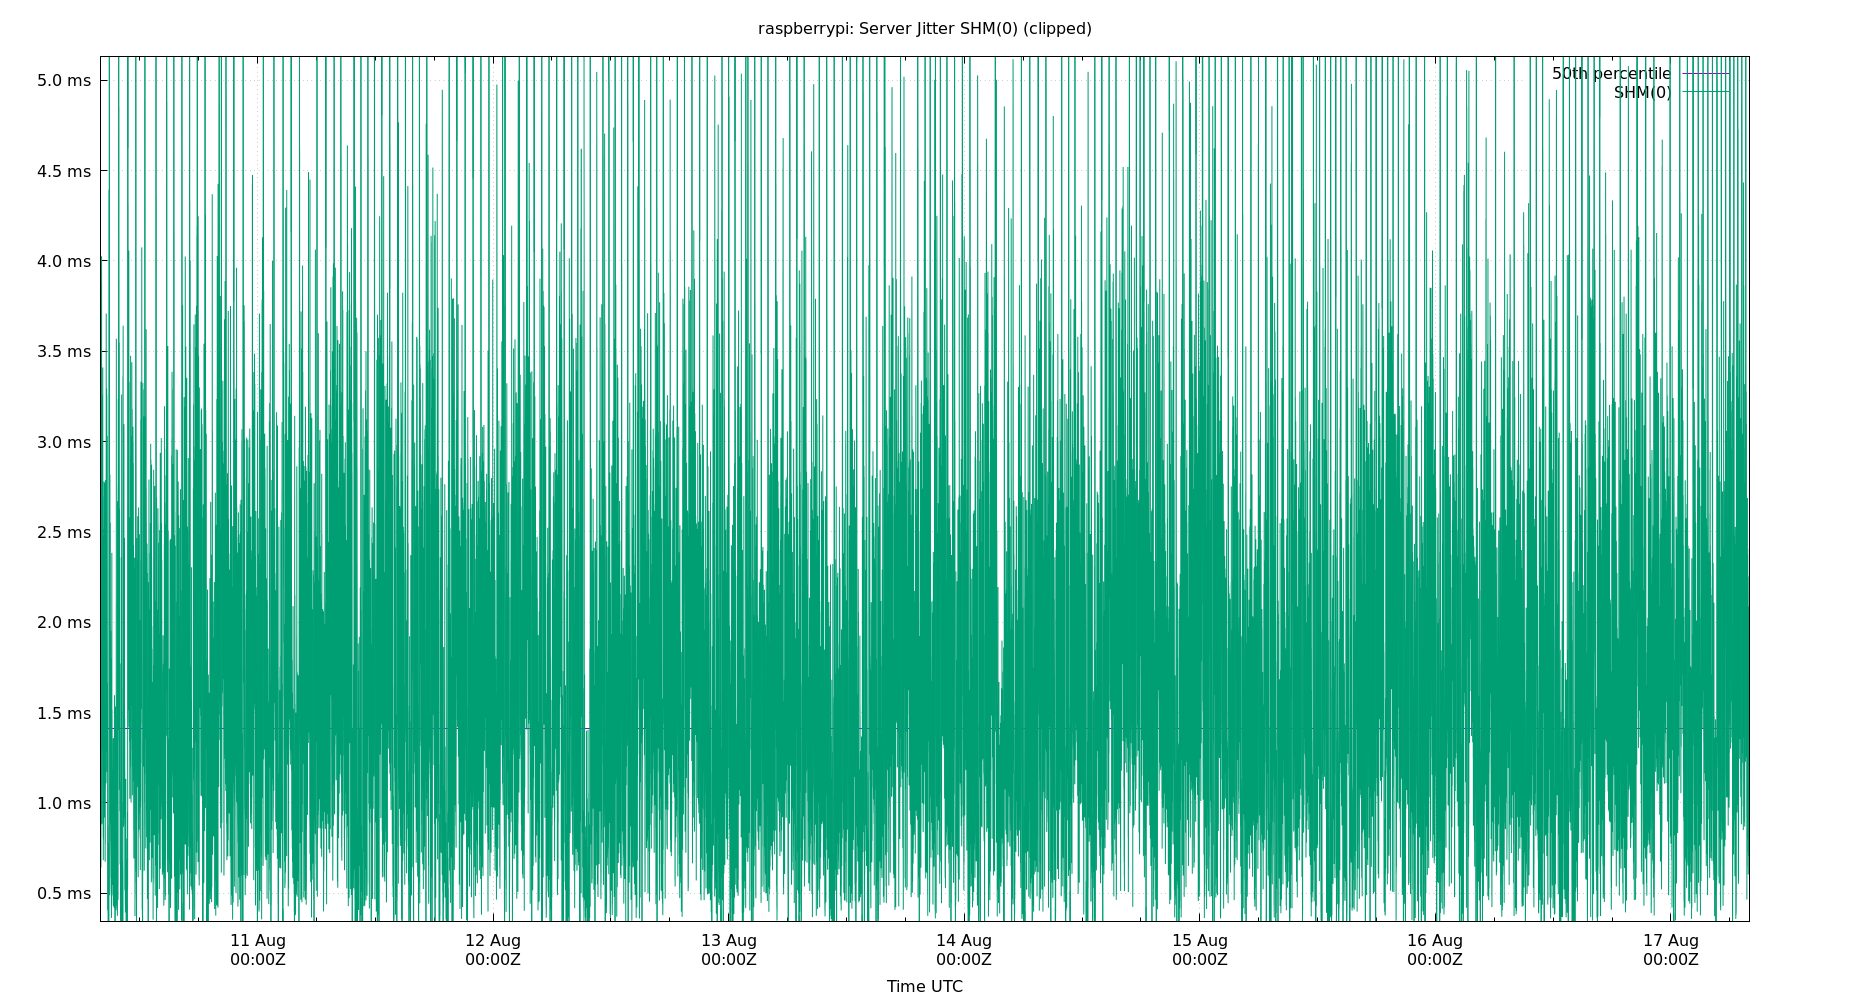 raspberrypi: Server Jitter SHM(0) (clipped)
5.0 ms
4.5 ms
4.0 ms
3.5 ms
3.0 ms
2.5 ms
2.0 ms
1.5 ms
1.0 ms
0.5 ms
50th percentile
SHM(0)
11 Aug 12 Aug 13 Aug 14 Aug 15 Aug 16 Aug 17 Aug
00:00Z 00:00Z 00:00Z 00:00Z 00:00Z 00:00Z 00:00Z
Time UTC